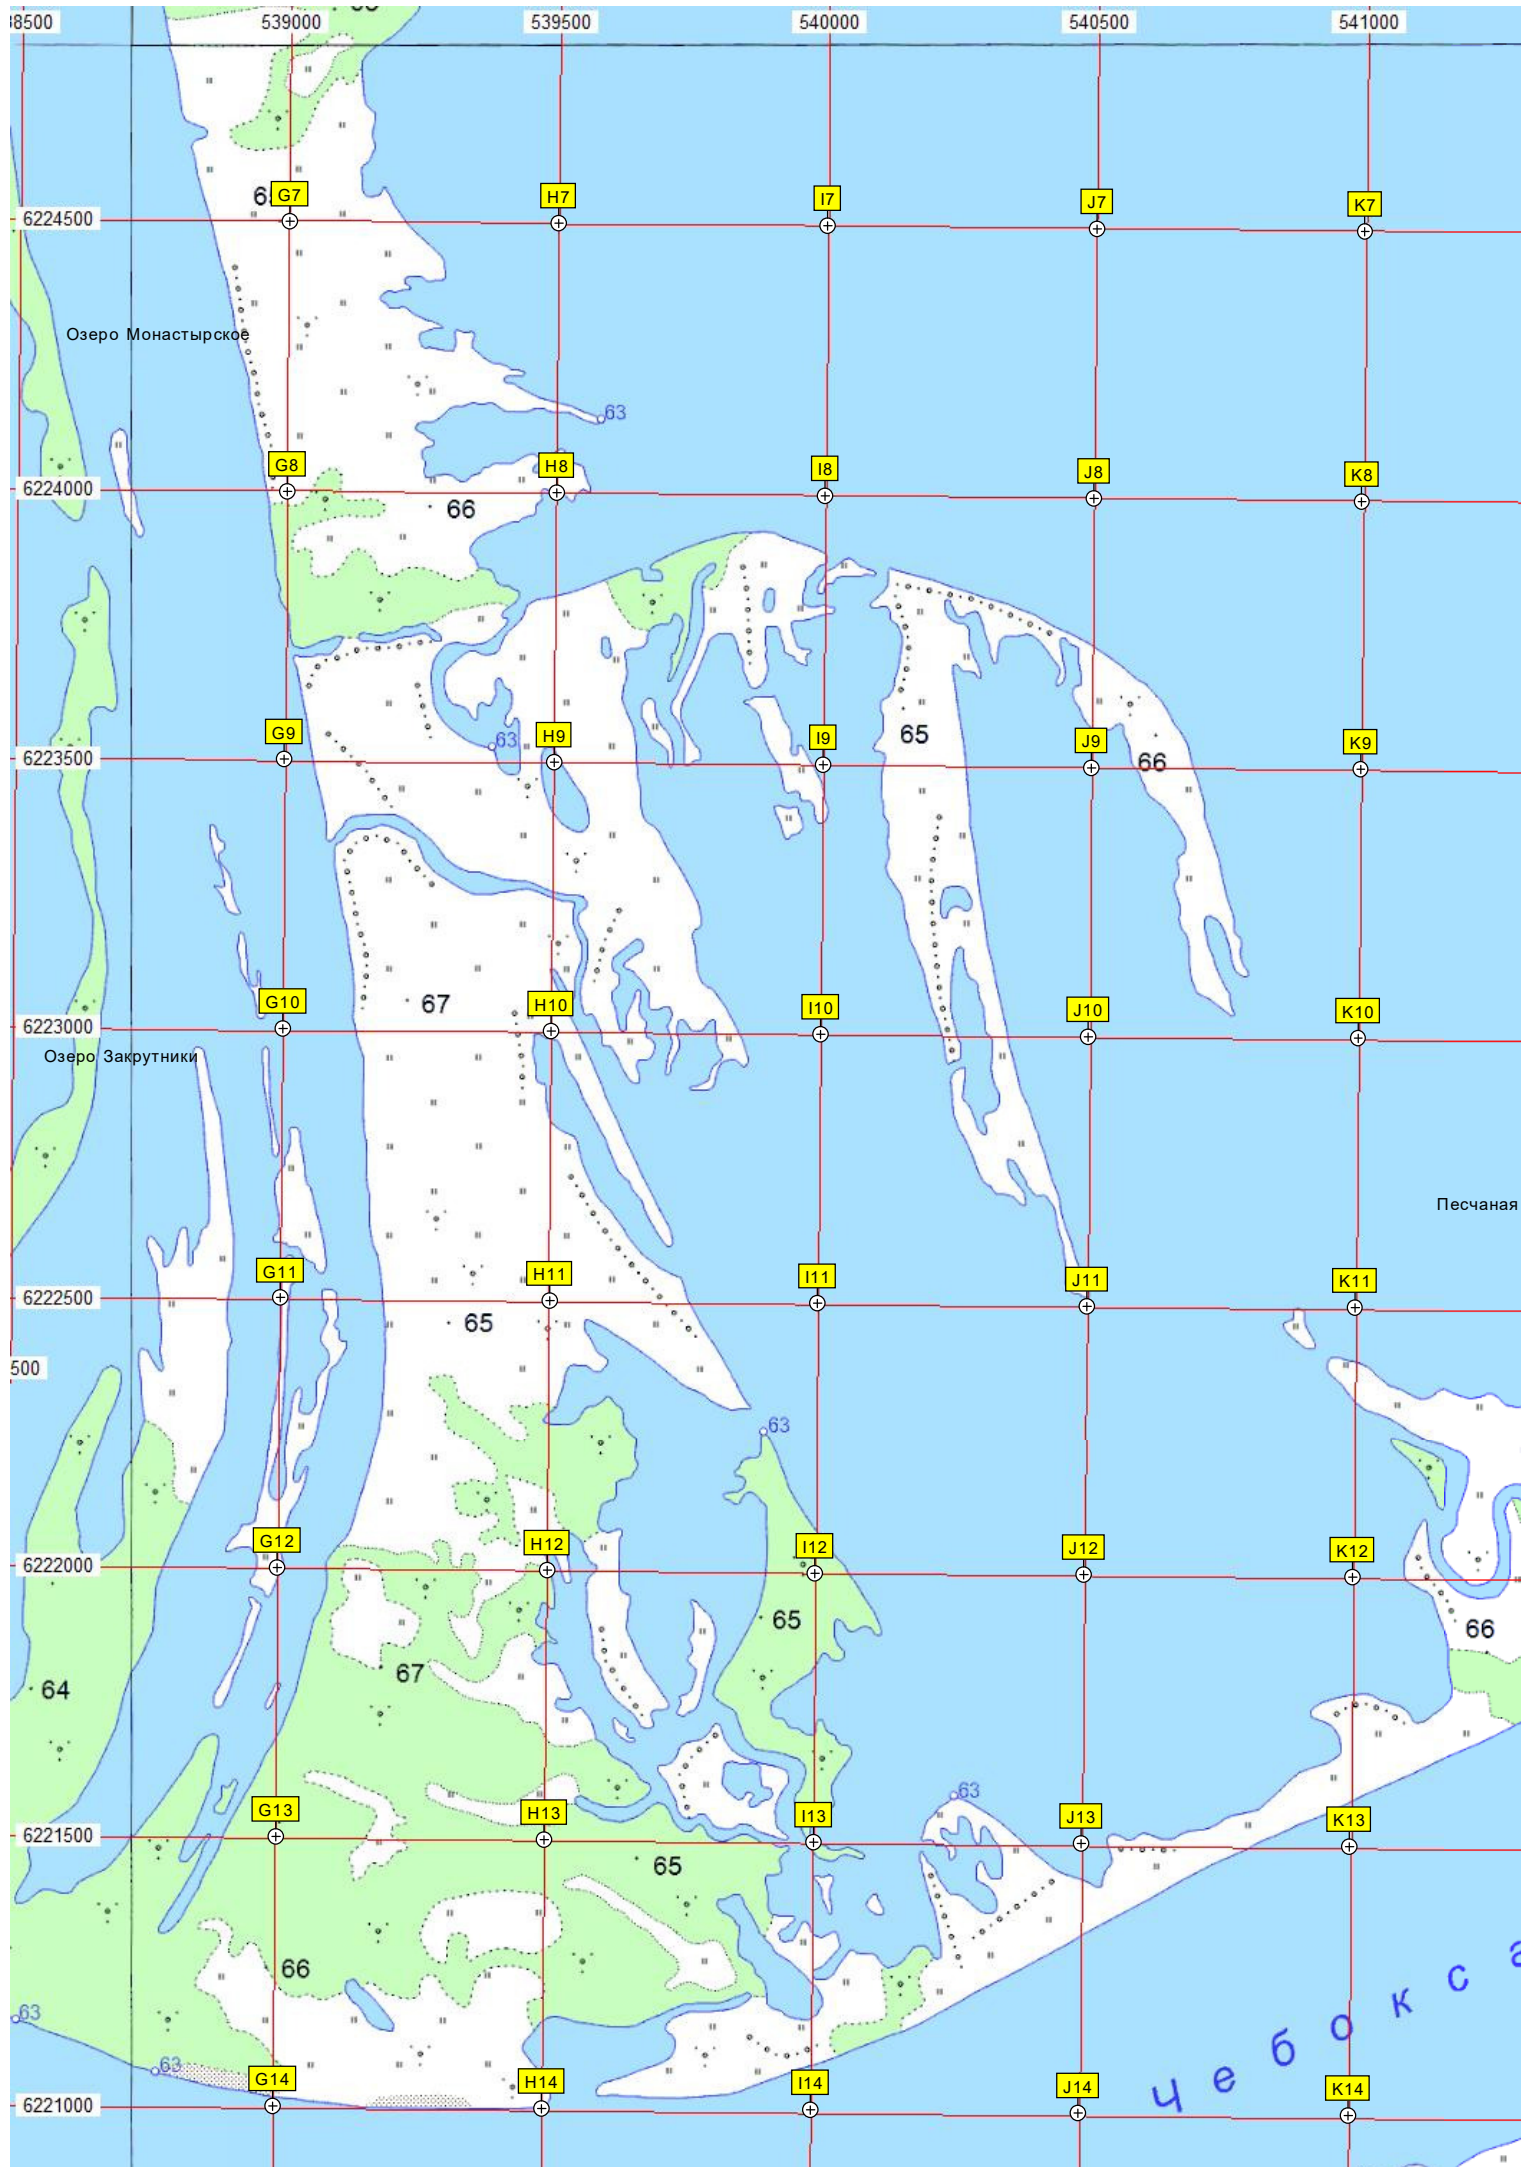 38500 539000 539500 540000 540500 541000
65 G7 H7 I7 J7 K7
6224500
Озеро Монастырское
63
G8 H8 I8 J8 K8
6224000
66
G9 63 H9 I9 65 J9 K9
6223500
66
G10 67 H10 I10 J10 K10
6223000
Озеро Закрутники
Песчаная
G11 H11 I11 J11 K11
6222500
65
500
63
G12 H12 I12 J12 K12
6222000
65 66
67
64
63
G13 H13 I13 J13 K13
6221500
65
66
63
63
Чебокса
G14 H14 I14 J14 K14
6221000